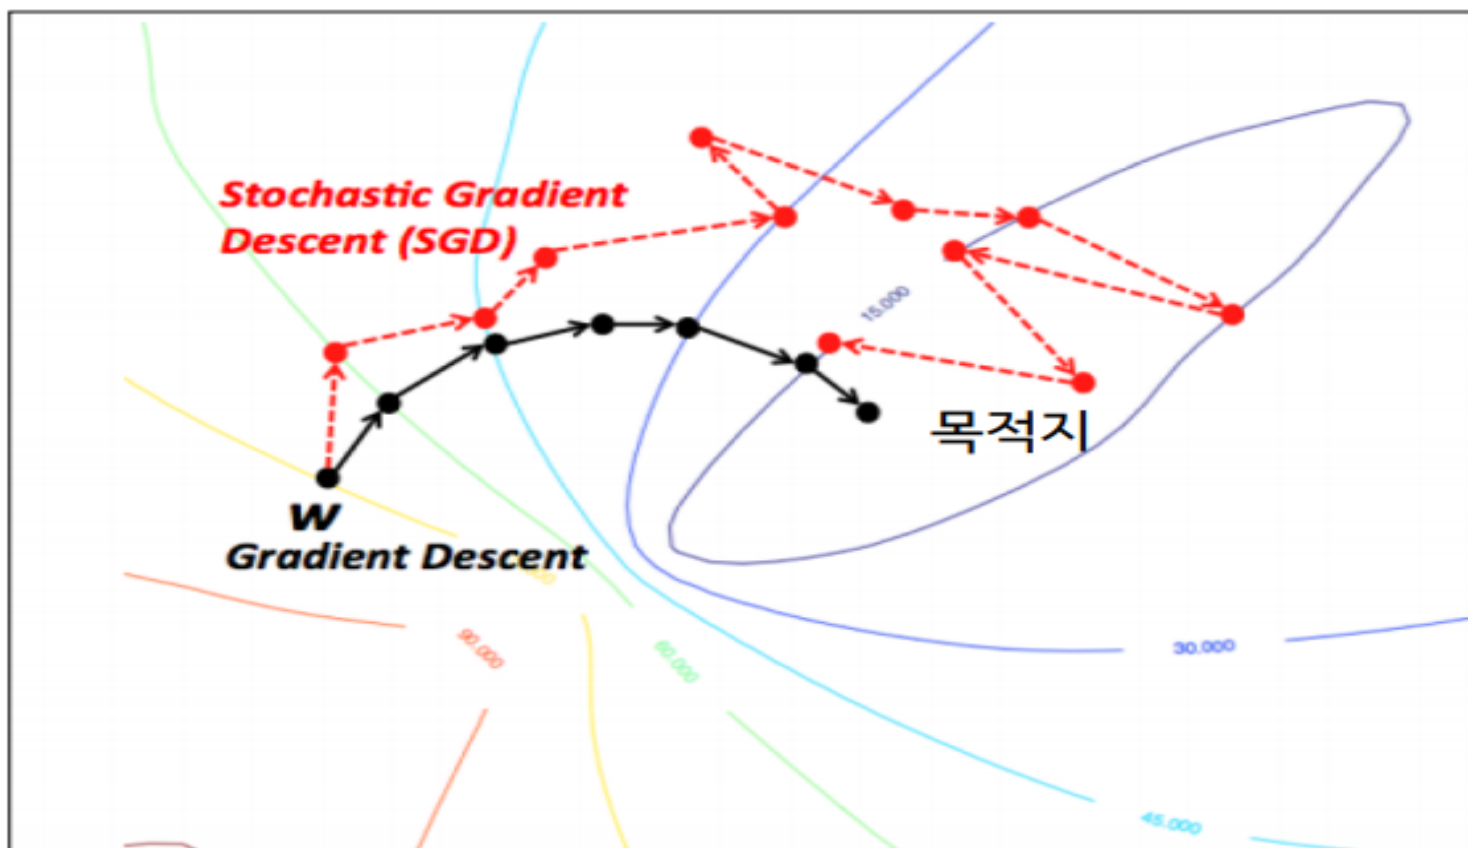 Stochastic Gradient
Descent (SGD)
15.000
목적지
w
Gradient Descent
90.000
60.000
30.000
45.000